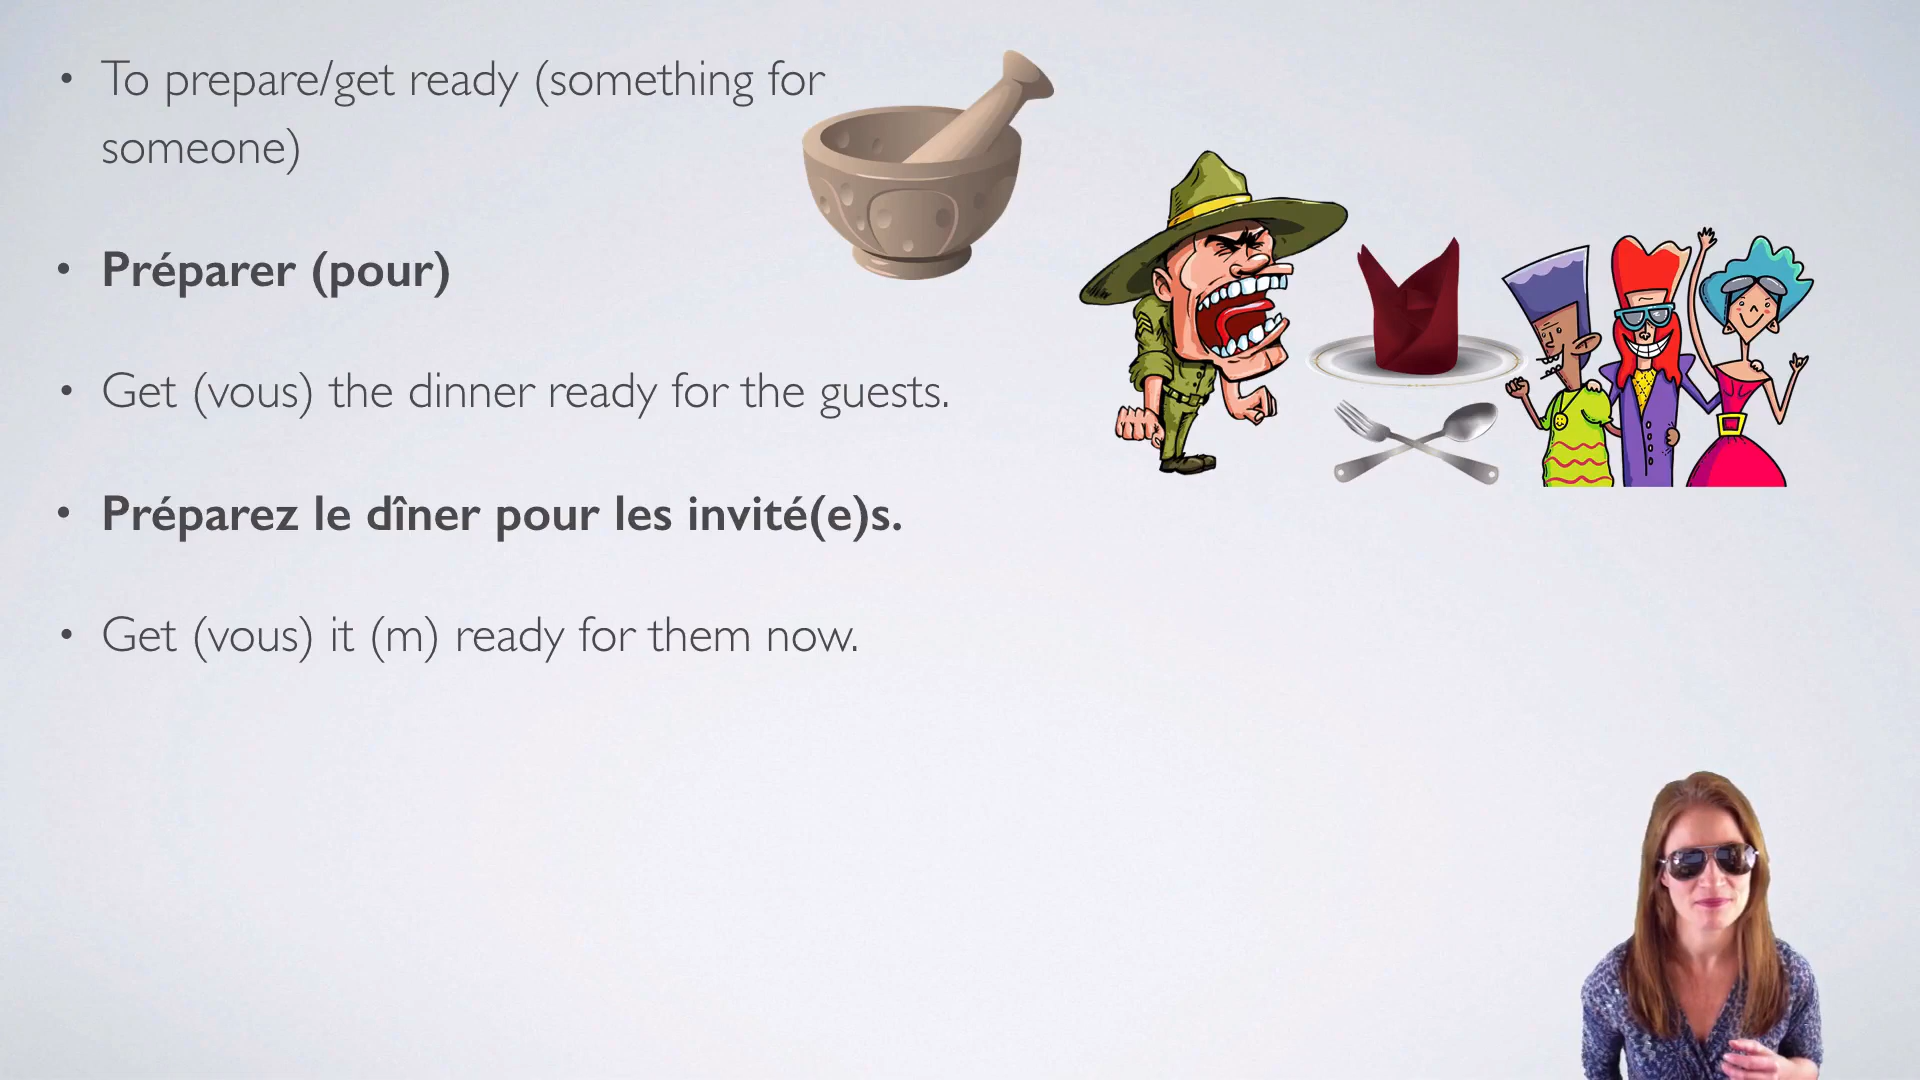 • To prepare/get ready (something for
someone)
• Préparer (pour)
• Get (vous) the dinner ready for the guests.
• Préparez le dîner pour les invité(e)s.
• Get (vous) it (m) ready for them now.